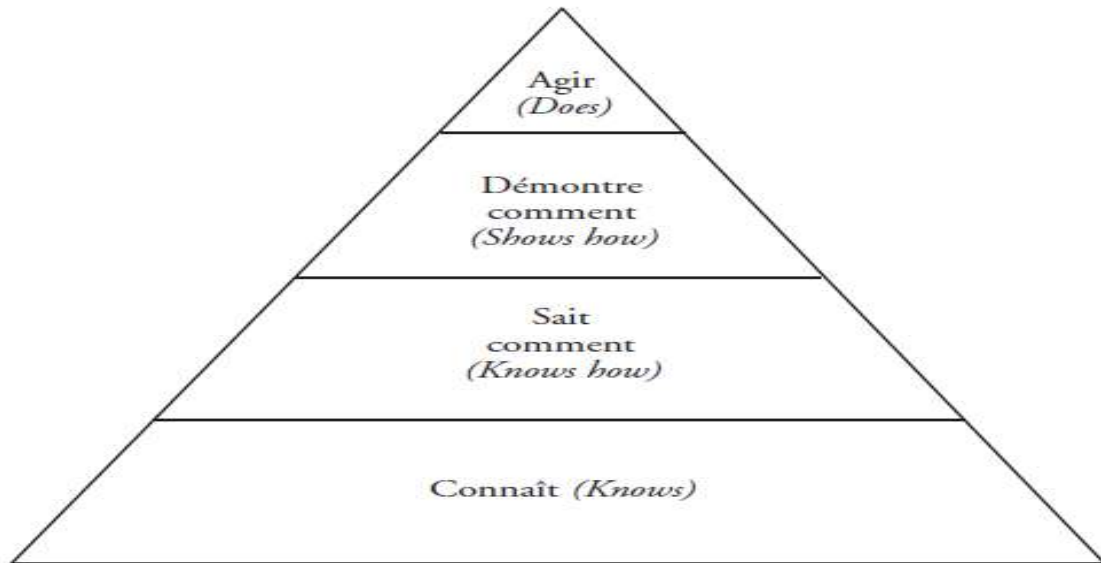 Agir
(Does)
Démontre
comment
(Shows how)
Sait
comment
(Knows how)
Connaît (Knows)